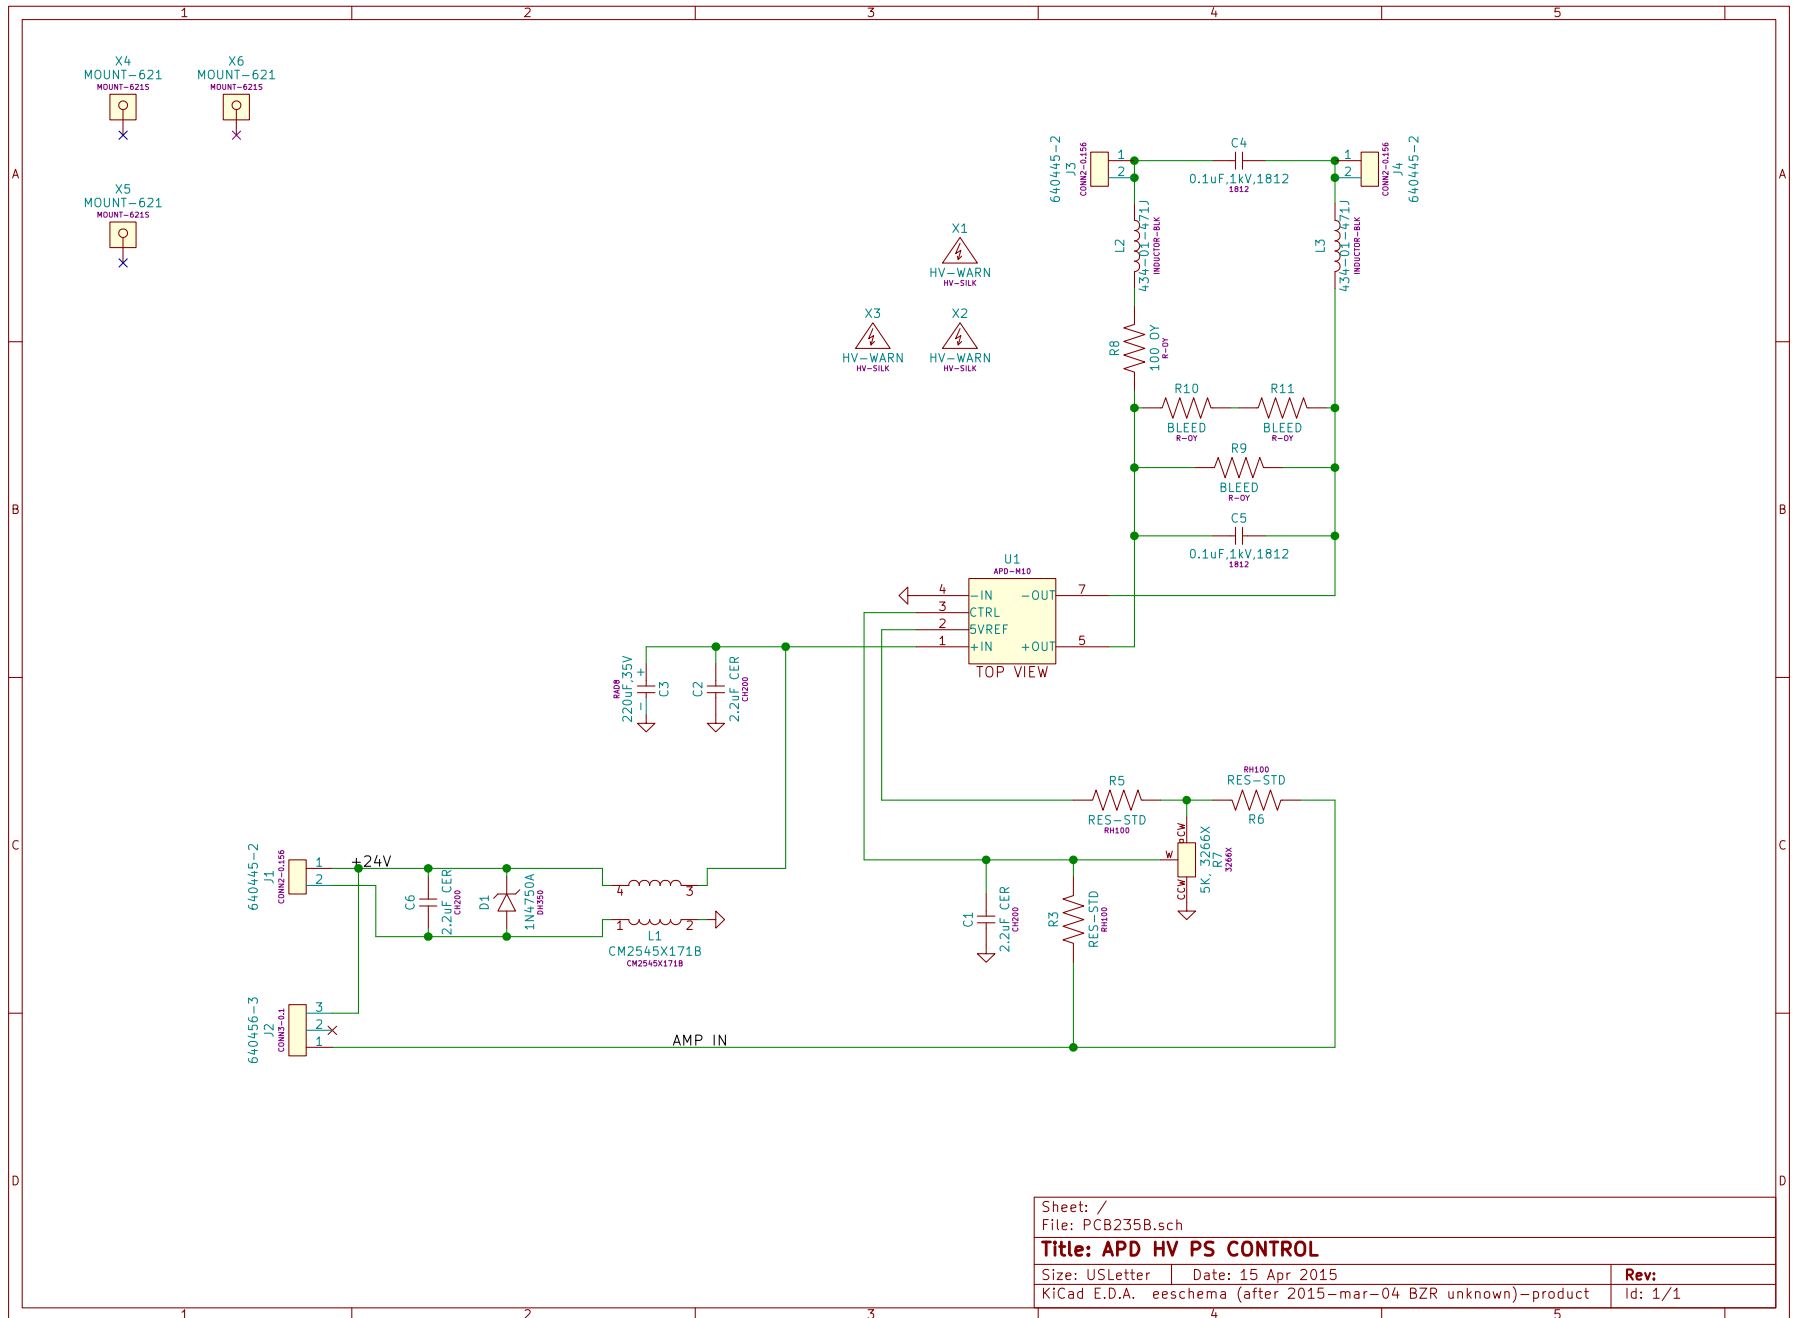 1 2 3 4 5
A
B
C
D
A
B
C
D
X4
MOUNT-621
MOUNT-621S
X6
MOUNT-621
MOUNT-621S
X5
MOUNT-621
MOUNT-621S
640445-2
J3
CONN2-0.156
1
2
C4
0.1uF,1kV,1812
1812
1
2
CONN2-0.156
J4
640445-2
L2
434-01-471J
INDUCTOR-BLK
L3
434-01-471J
INDUCTOR-BLK
X1
HV-WARN
HV-SILK
X3
HV-WARN
HV-SILK
X2
HV-WARN
HV-SILK
R8
100 OY
R-OY
R10
BLEED
R-OY
R11
BLEED
R-OY
R9
BLEED
R-OY
C5
0.1uF,1kV,1812
1812
U1
APD-M10
4 -IN -OUT 7
3 CTRL
2 5VREF
1 +IN +OUT 5
TOP VIEW
RAD8
220uF,35V
+
-
C3
C2
2.2uF CER
CH200
R5
RES-STD
RH100
RH100
RES-STD
R6
CW
W
CCW
5K, 3266X
R7
3266X
640445-2
J1
CONN2-0.156
1
2
+24V
C6
2.2uF CER
CH200
D1
1N4750A
DH350
4 3
1 2
L1
CM2545X171B
CM2545X171B
C1
2.2uF CER
CH200
R3
RES-STD
RH100
640456-3
J2
CONN3-0.1
3
2
1
AMP IN
Sheet: /
File: PCB235B.sch
Title: APD HV PS CONTROL
Size: USLetter Date: 15 Apr 2015 Rev:
KiCad E.D.A. eeschema (after 2015-mar-04 BZR unknown)-product Id: 1/1
1 2 3 4 5